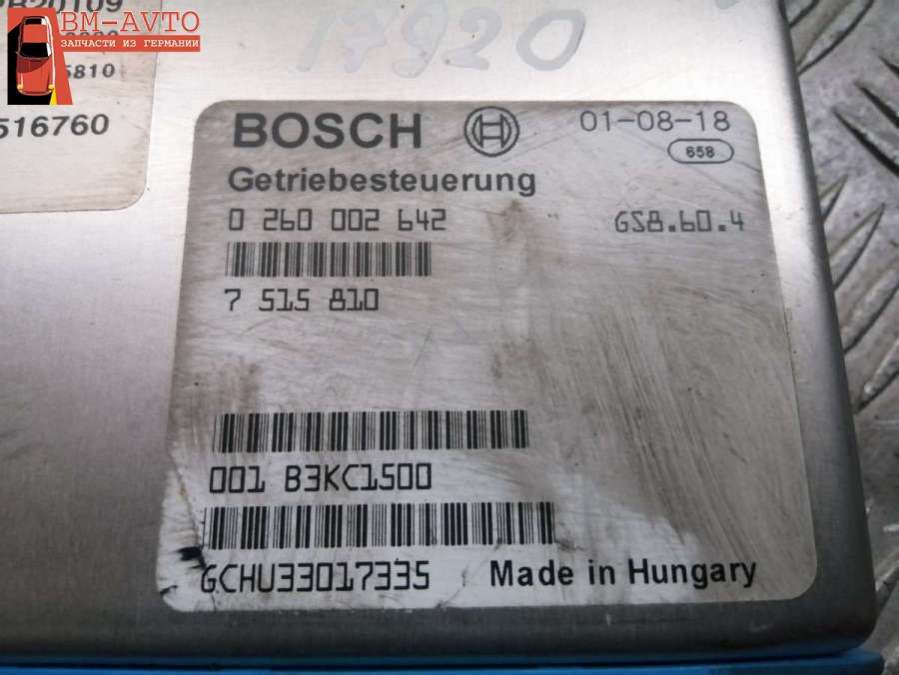 BM-AVTO
ЗАПЧАСТИ ИЗ ГЕРМАНИИ
5810
516760
17920
BOSCH
01-08-18
658
Getriebesteuerung
0 260 002 642
GS8.60.4
7 515 810
001 B3KC1500
GCHU33017335
Made in Hungary